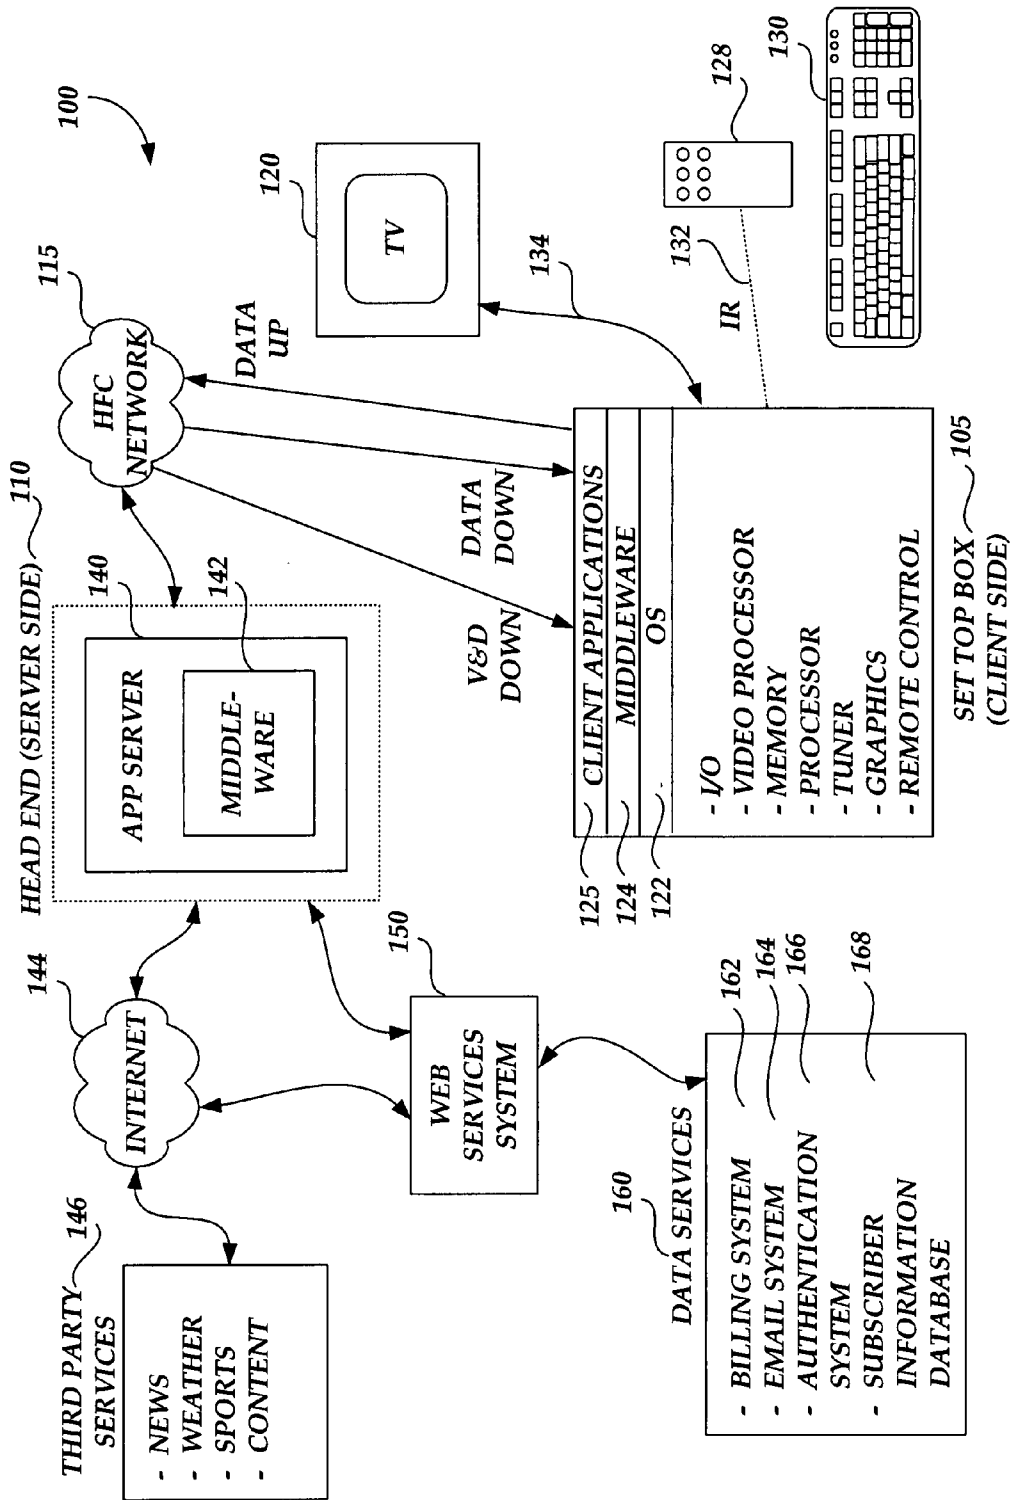 100
THIRD PARTY
SERVICES
146
- NEWS
- WEATHER
- SPORTS
- CONTENT
INTERNET
144
HEAD END (SERVER SIDE)
110
APP SERVER
140
MIDDLE-
WARE
142
HFC
NETWORK
115
WEB
SERVICES
SYSTEM
150
V&D
DOWN
DATA
DOWN
DATA
UP
TV
120
134
IR
132
128
130
DATA SERVICES
160
- BILLING SYSTEM
162
- EMAIL SYSTEM
164
- AUTHENTICATION
SYSTEM
166
- SUBSCRIBER
INFORMATION
DATABASE
168
125
CLIENT APPLICATIONS
124
MIDDLEWARE
122
OS
- I/O
- VIDEO PROCESSOR
- MEMORY
- PROCESSOR
- TUNER
- GRAPHICS
- REMOTE CONTROL
SET TOP BOX
(CLIENT SIDE)
105